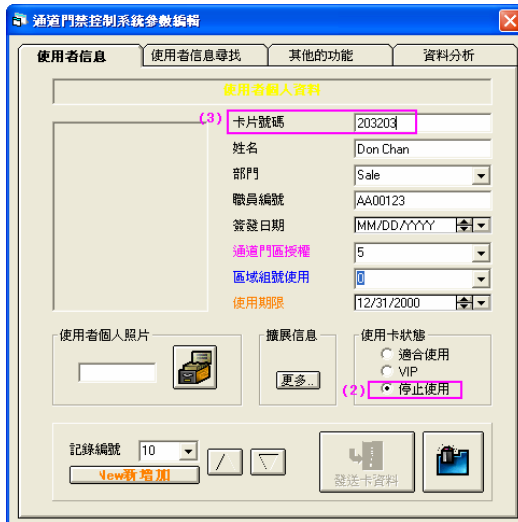 通道門禁控制系統參數編輯
使用者信息 使用者信息尋找 其他的功能 資料分析
使用者個人資料
(3) 卡片號碼 203203
姓名 Don Chan
部門 Sale
職員編號 AA00123
簽發日期 MM/DD/YYYY
通道門區授權 5
區域組號使用 0
使用期限 12/31/2000
使用者個人照片 擴展信息 使用卡狀態
適合使用
VIP
更多.. (2) 停止使用
記錄編號 10
New新增加 發送卡資料